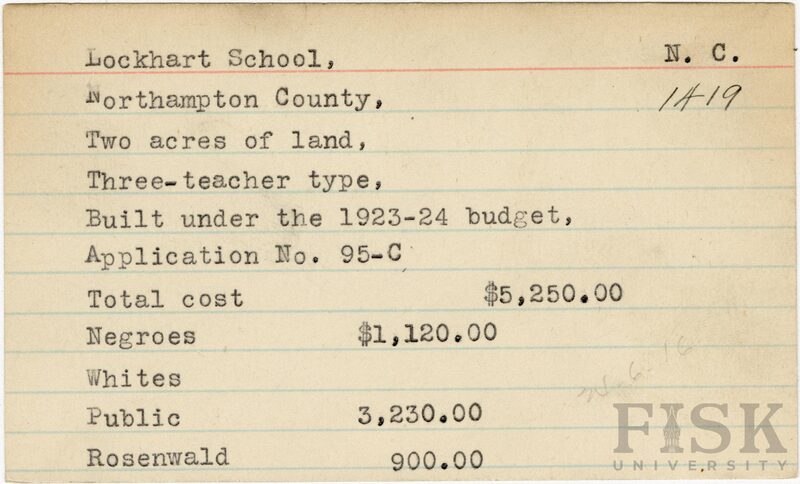 Lockhart School, N. C.
Northampton County, 1419
Two acres of land,
Three-teacher type,
Built under the 1923-24 budget,
Application No. 95-C
Total cost $5,250.00
Negroes $1,120.00
Whites
Public 3,230.00
Rosenwald 900.00
FISK
UNIVERSITY